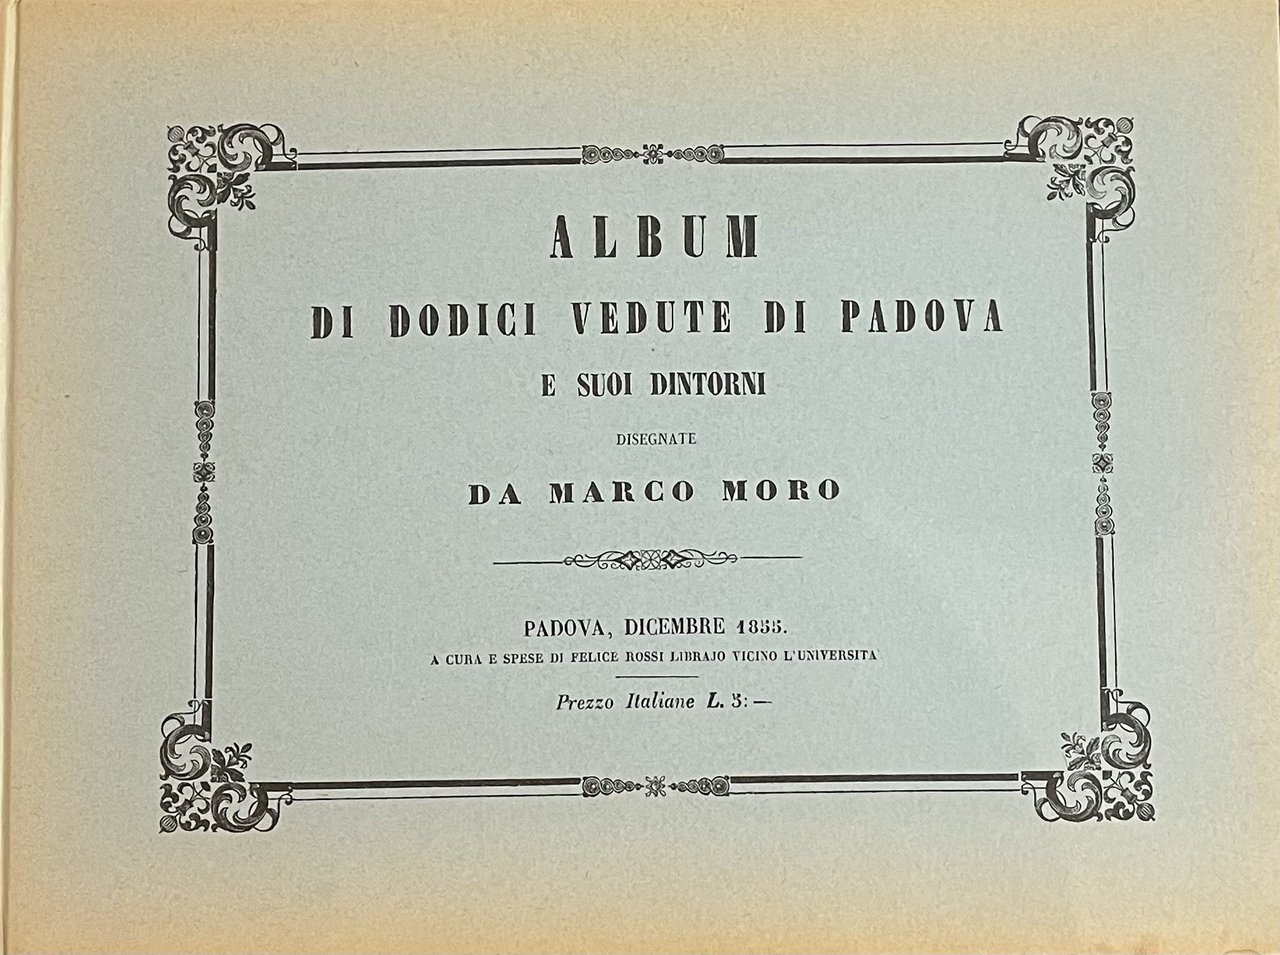 ALBUM
DI DODICI VEDUTE DI PADOVA
E SUOI DINTORNI
DISEGNATE
DA MARCO MORO
PADOVA, DICEMBRE 1855.
A CURA E SPESE DI FELICE ROSSI LIBRAJO VICINO L'UNIVERSITA
Prezzo Italiane L. 5: —